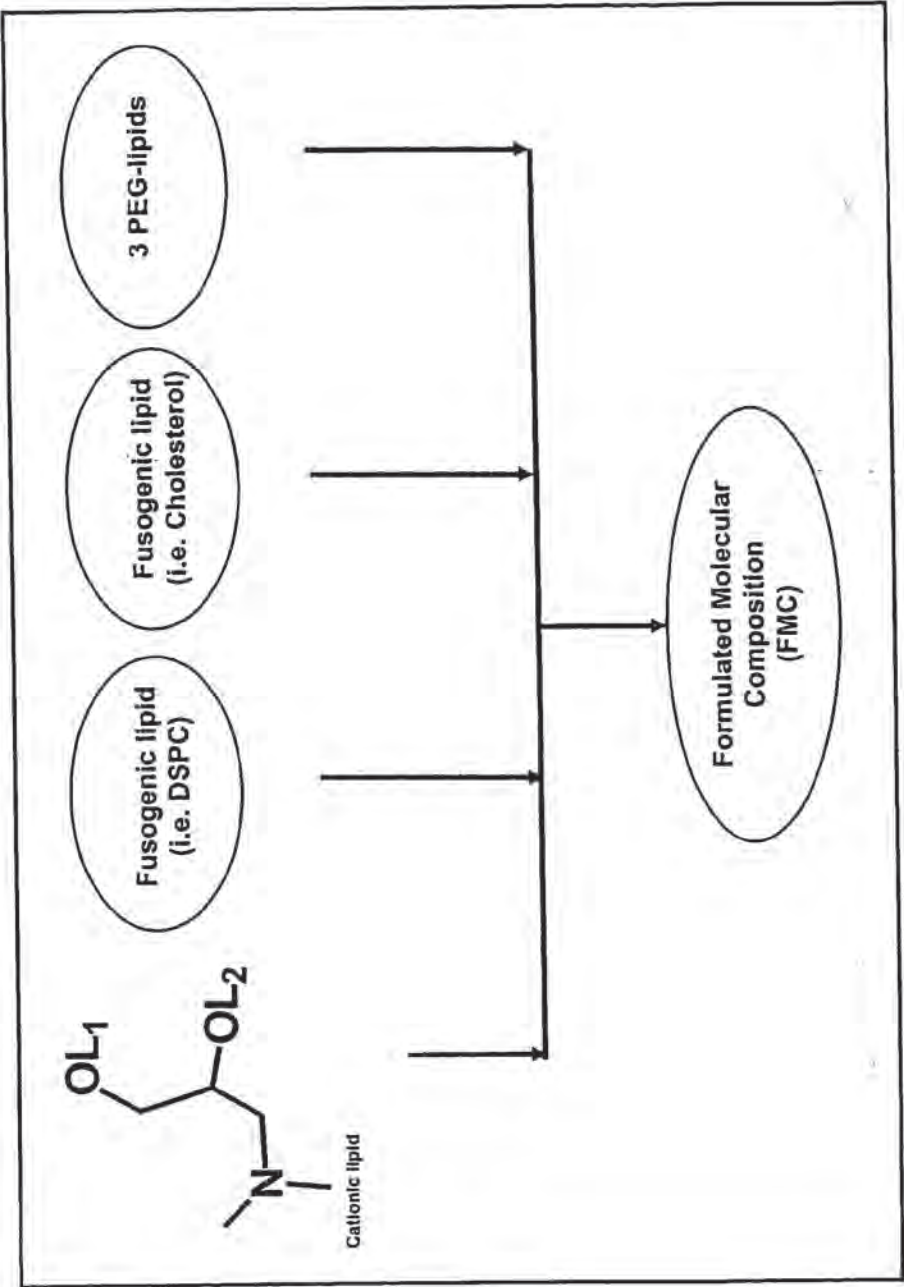 OL1
OL2
N
Cationic lipid
Fusogenic lipid
(i.e. DSPC)
Fusogenic lipid
(i.e. Cholesterol)
3 PEG-lipids
Formulated Molecular
Composition
(FMC)